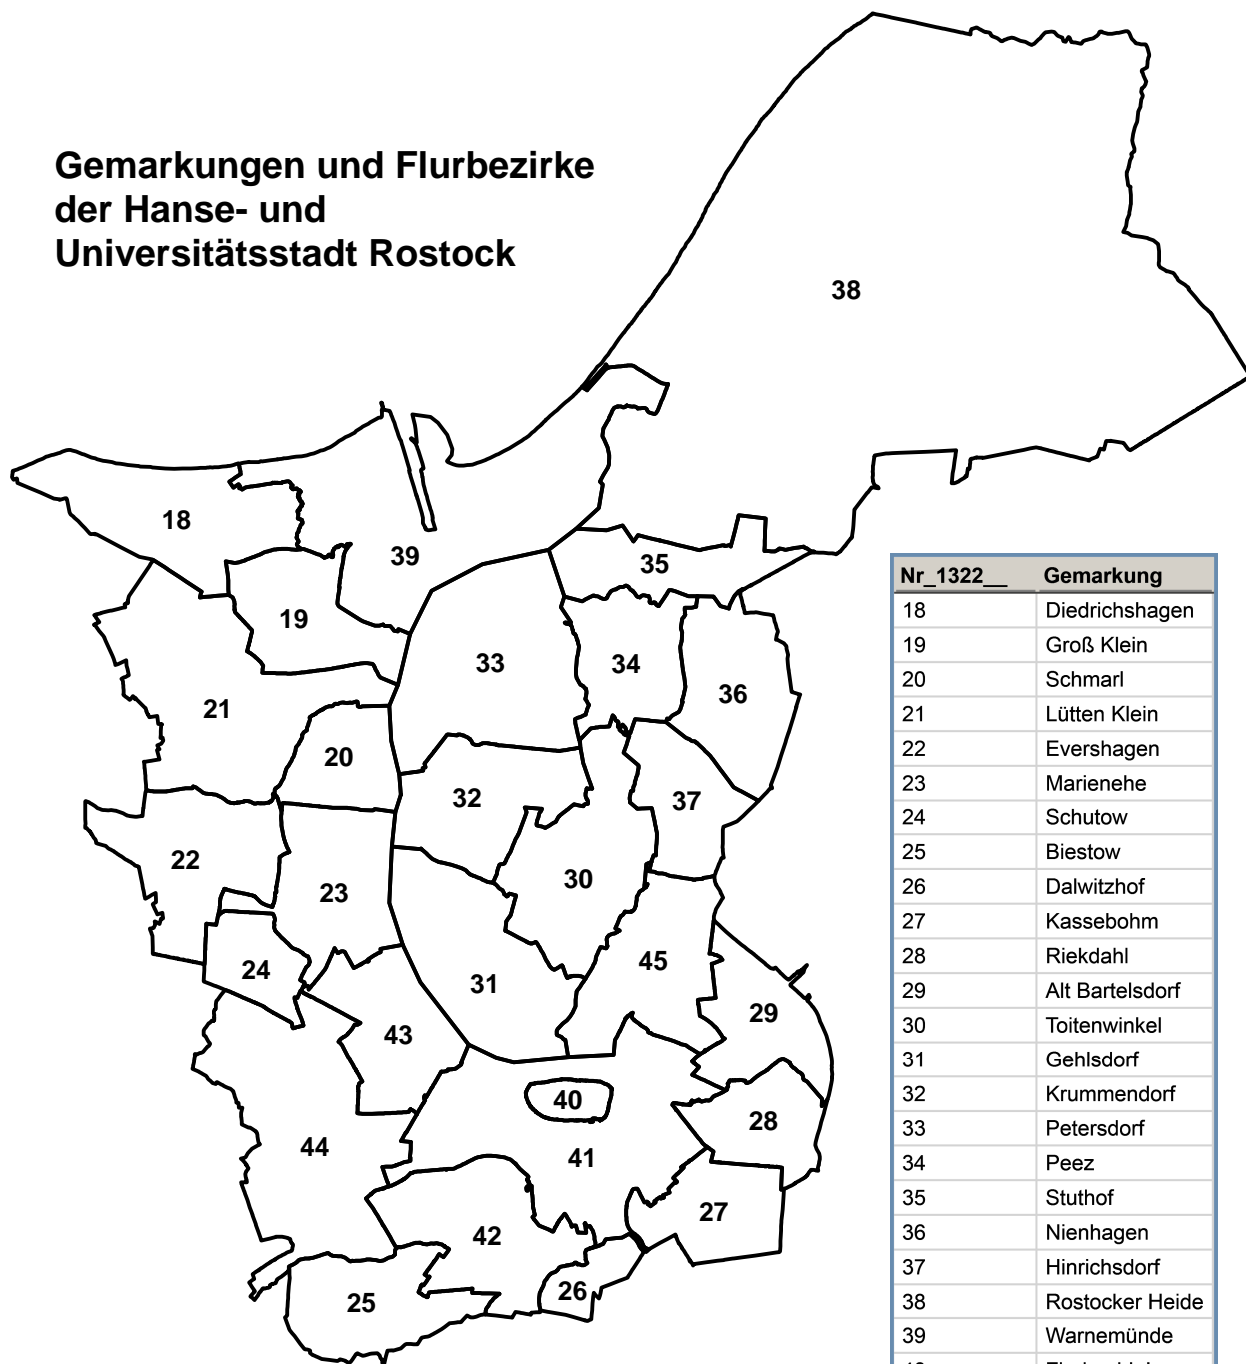 Gemarkungen und Flurbezirke
der Hanse- und
Universitätsstadt Rostock
38
18
39
35
19
33
34
21
36
20
32
37
22
23
30
24
31
45
29
43
40
28
44
41
27
42
26
25
Nr_1322__ Gemarkung
18 Diedrichshagen
19 Groß Klein
20 Schmarl
21 Lütten Klein
22 Evershagen
23 Marienehe
24 Schutow
25 Biestow
26 Dalwitzhof
27 Kassebohm
28 Riekdahl
29 Alt Bartelsdorf
30 Toitenwinkel
31 Gehlsdorf
32 Krummendorf
33 Petersdorf
34 Peez
35 Stuthof
36 Nienhagen
37 Hinrichsdorf
38 Rostocker Heide
39 Warnemünde